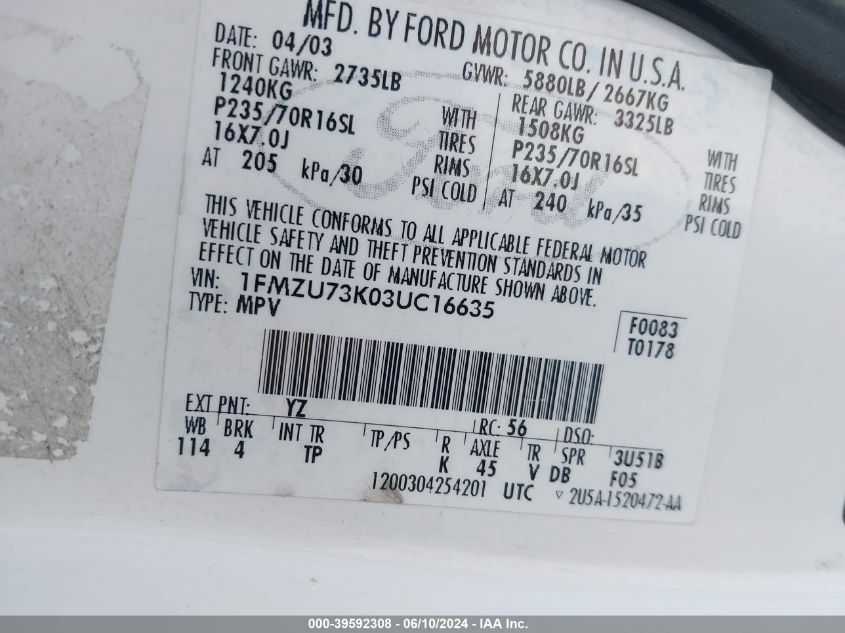 MFD. BY FORD MOTOR CO. IN U.S.A.
DATE: 04/03 GVWR: 5880LB/2667KG
FRONT GAWR: 2735LB REAR GAWR: 3325LB
1240KG WITH 1508KG WITH
P235/70R16SL TIRES P235/70R16SL TIRES
16X7.0J RIMS 16X7.0J RIMS
AT 205 kPa/30 PSI COLD AT 240 kPa/35 PSI COLD
THIS VEHICLE CONFORMS TO ALL APPLICABLE FEDERAL MOTOR
VEHICLE SAFETY AND THEFT PREVENTION STANDARDS IN
EFFECT ON THE DATE OF MANUFACTURE SHOWN ABOVE.
VIN: 1FMZU73K03UC16635
TYPE: MPV
F0083
T0178
EXT PNT: YZ RC: 56 DSO:
WB BRK INT TR TP/PS R AXLE TR SPR 3U51B
114 4 TP K 45 V DB F05
1200304254201 UTC ▽ 2U5A-1520472-AA
Ford
000-39592308 - 06/10/2024 - IAA Inc.